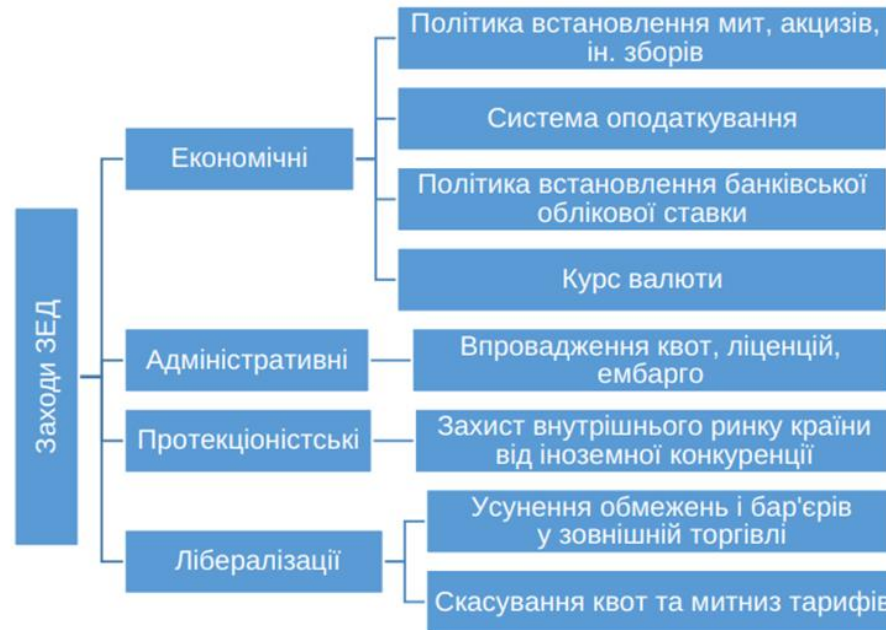 Заходи ЗЕД
Економічні
Політика встановлення мит, акцизів,
ін. зборів
Система оподаткування
Політика встановлення банківської
облікової ставки
Курс валюти
Адміністративні
Впровадження квот, ліцензій,
ембарго
Протекціоністські
Захист внутрішнього ринку країни
від іноземної конкуренції
Лібералізації
Усунення обмежень і бар'єрів
у зовнішній торгівлі
Скасування квот та митниз тарифів